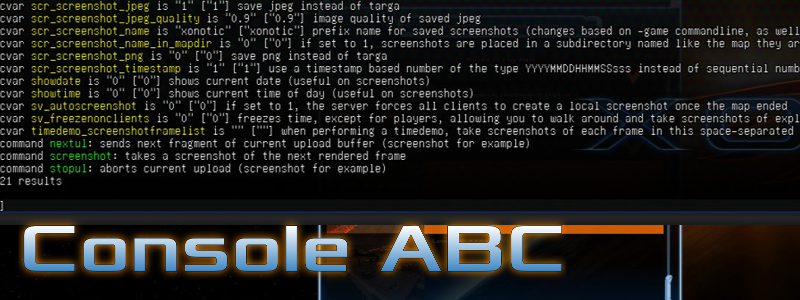 cvar scr_screenshot_jpeg is "1" ["1"] save jpeg instead of targa
cvar scr_screenshot_jpeg_quality is "0.9" ["0.9"] image quality of saved jpeg
cvar scr_screenshot_name is "xonotic" ["xonotic"] prefix name for saved screenshots (changes based on -game commandline, as well
cvar scr_screenshot_name_in_mapdir is "0" ["0"] if set to 1, screenshots are placed in a subdirectory named like the map they ar
cvar scr_screenshot_png is "0" ["0"] save png instead of targa
cvar scr_screenshot_timestamp is "1" ["1"] use a timestamp based number of the type YYYYMMDDHHMMSSsss instead of sequential numb
cvar showdate is "0" ["0"] shows current date (useful on screenshots)
cvar showtime is "0" ["0"] shows current time of day (useful on screenshots)
cvar sv_autoscreenshot is "0" ["0"] if set to 1, the server forces all clients to create a local screenshot once the map ended
cvar sv_freezenonclients is "0" ["0"] freezes time, except for players, allowing you to walk around and take screenshots of expl
cvar timedemo_screenshotframelist is "" [""] when performing a timedemo, take screenshots of each frame in this space-separated
command nextul: sends next fragment of current upload buffer (screenshot for example)
command screenshot: takes a screenshot of the next rendered frame
command stopul: aborts current upload (screenshot for example)
21 results
]
Console ABC